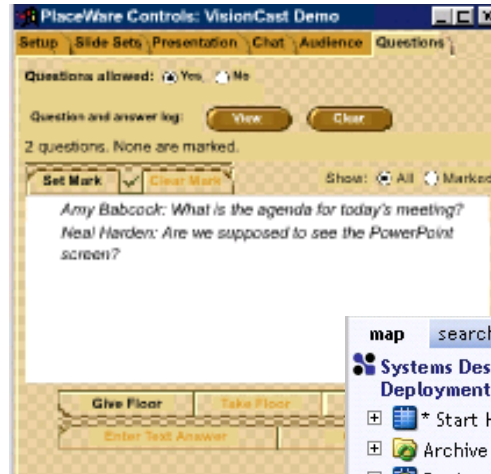 PlaceWare Controls: VisionCast Demo
Setup Slide Sets Presentation Chat Audience Questions
Questions allowed: Yes No
Question and answer log: View Clear
2 questions. None are marked.
Set Mark Clear Mark Show: All Marked
Amy Babcock: What is the agenda for today's meeting?
Neal Harden: Are we supposed to see the PowerPoint
screen?
Give Floor Take Floor
Enter Text Answer
map search
Systems Des
Deployment
* Start H
Archive